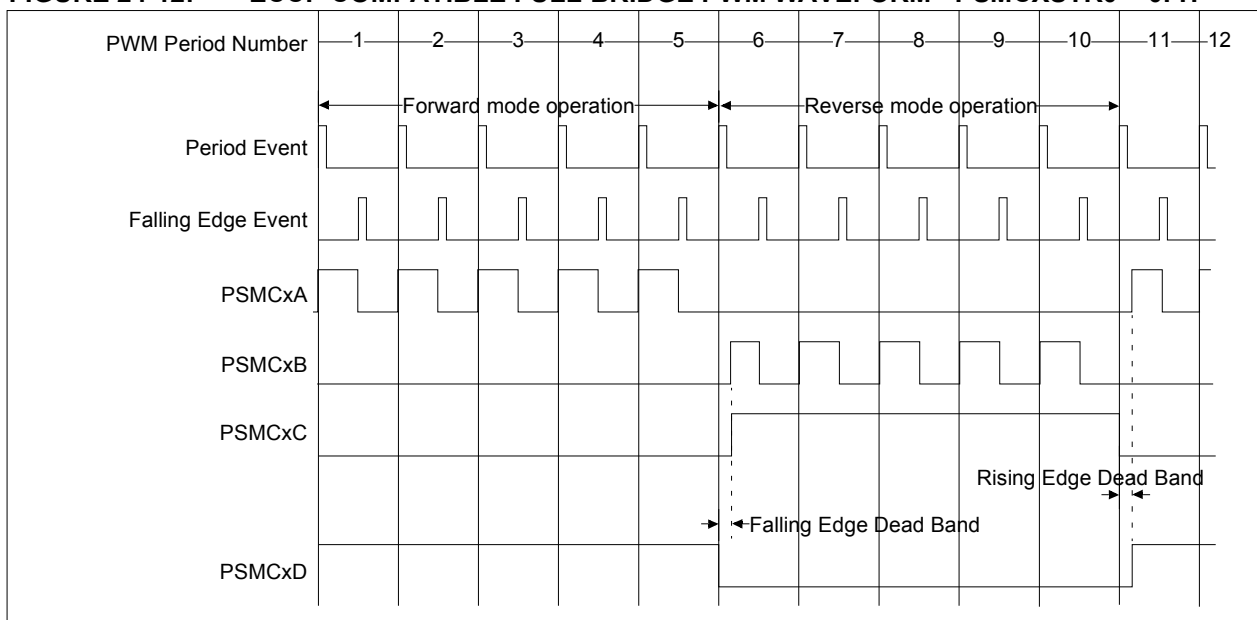 PWM Period Number 1 2 3 4 5 6 7 8 9 10 11 12
Forward mode operation Reverse mode operation
Period Event
Falling Edge Event
PSMCxA
PSMCxB
PSMCxC
Rising Edge Dead Band
Falling Edge Dead Band
PSMCxD